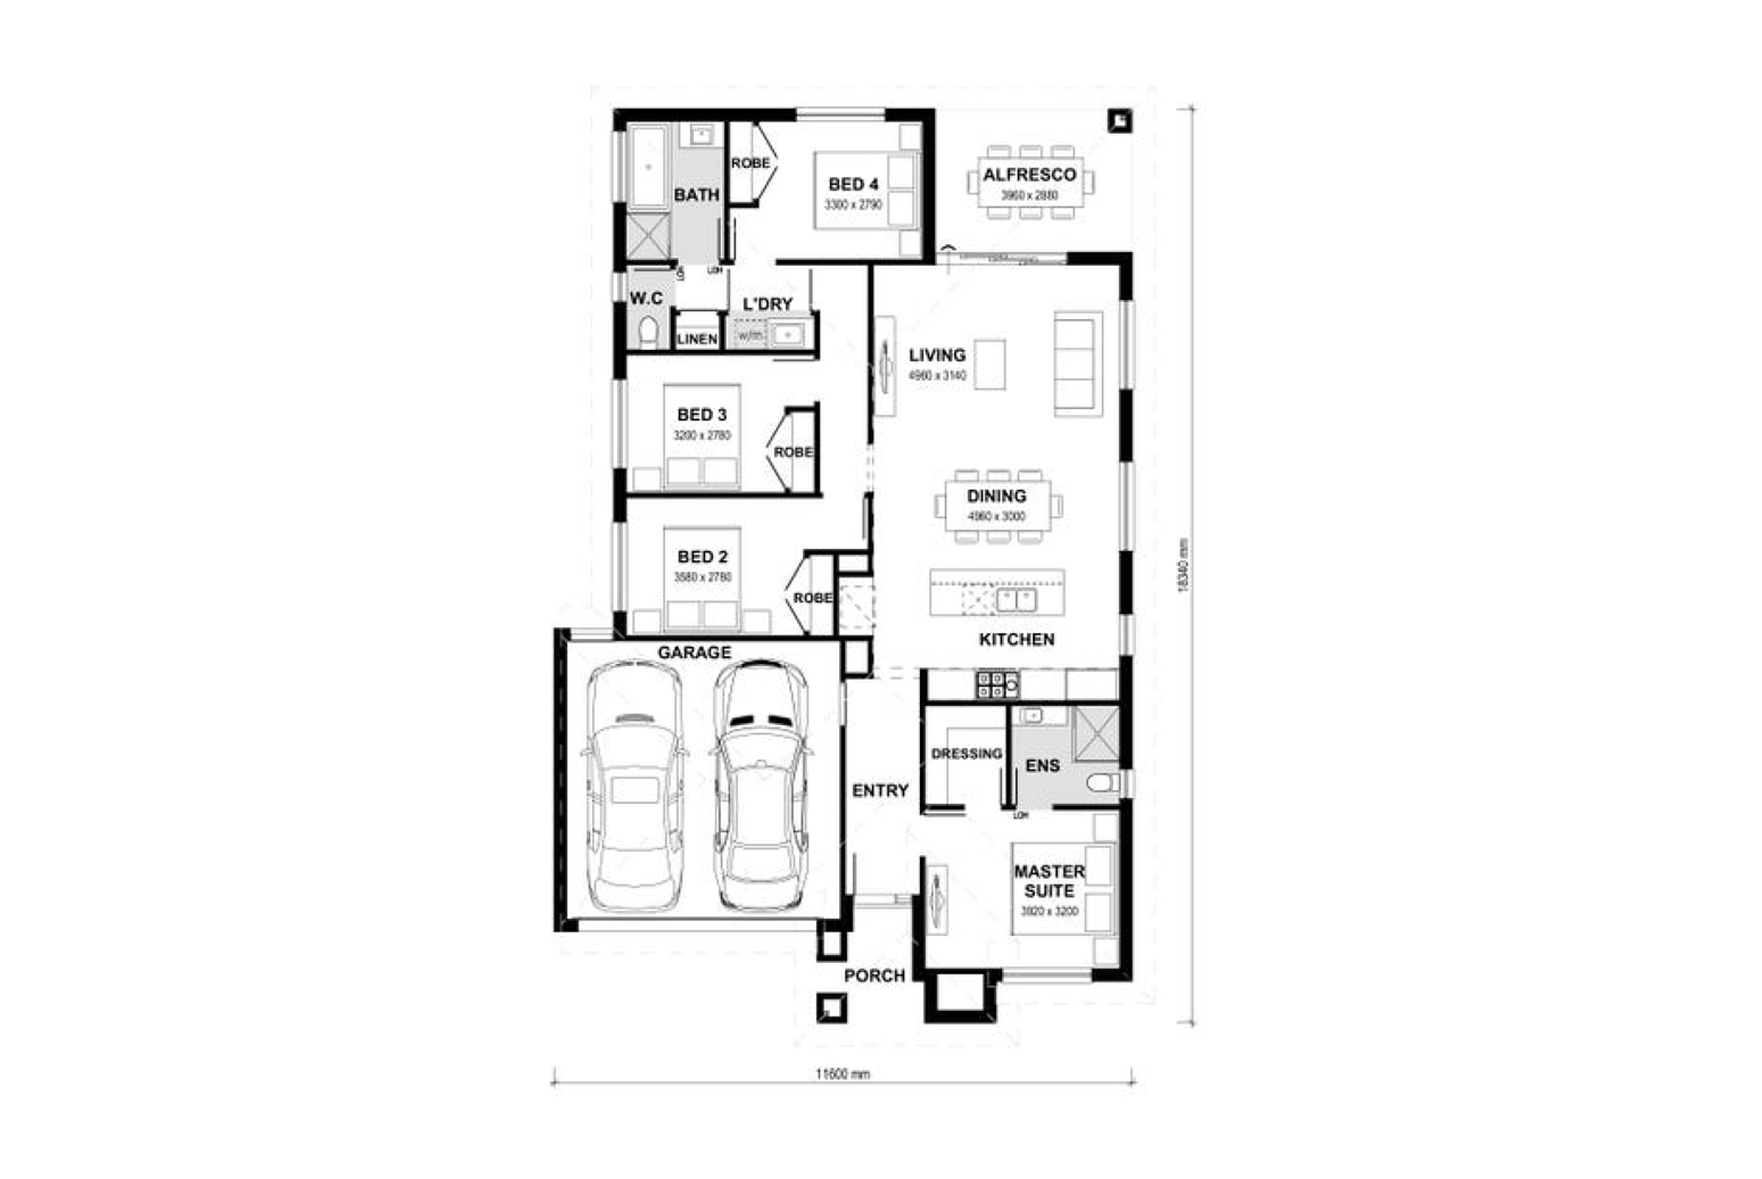 ROBE
BED 4
3300 x 2790
BATH
ALFRESCO
3960 x 2880
LDH
LDH
W.C
L'DRY
LINEN
w/m
LIVING
4960 x 3140
BED 3
3200 x 2780
ROBE
DINING
4960 x 3000
BED 2
3580 x 2780
ROBE
18340 mm
KITCHEN
GARAGE
DRESSING
ENS
ENTRY
LDH
MASTER
SUITE
3920 x 3200
PORCH
11600 mm